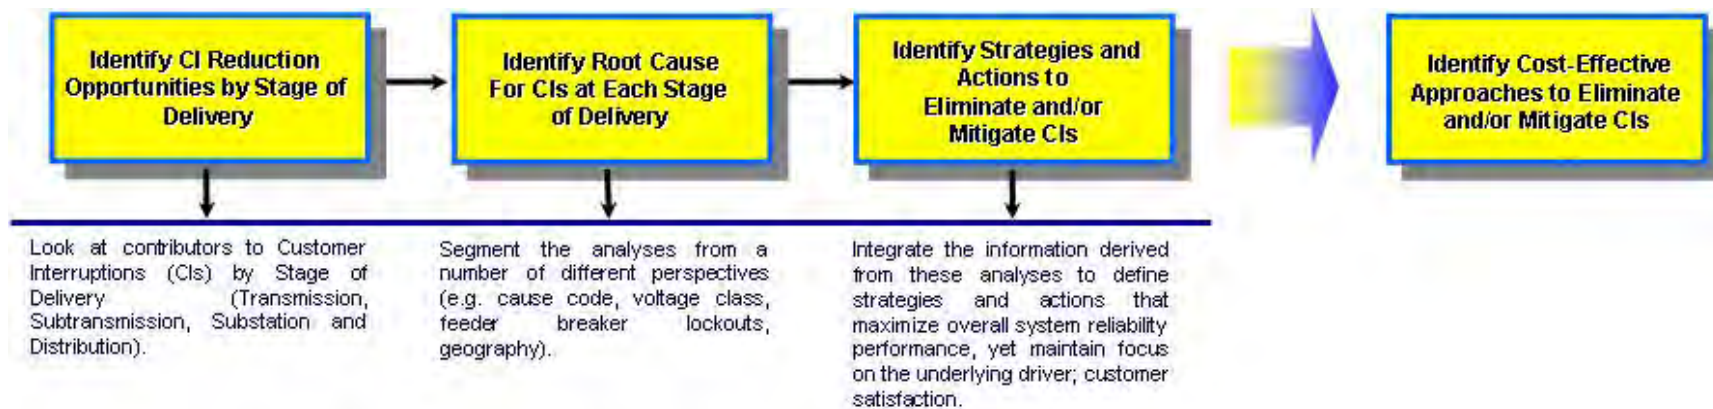 Identify CI Reduction
Opportunities by Stage of
Delivery
Identify Root Cause
For CIs at Each Stage
of Delivery
Identify Strategies and
Actions to
Eliminate and/or
Mitigate CIs
Identify Cost-Effective
Approaches to Eliminate
and/or Mitigate CIs
Look at contributors to Customer
Interruptions (CIs) by Stage of
Delivery (Transmission,
Subtransmission, Substation and
Distribution).
Segment the analyses from a
number of different perspectives
(e.g. cause code, voltage class,
feeder breaker lockouts,
geography).
Integrate the information derived
from these analyses to define
strategies and actions that
maximize overall system reliability
performance, yet maintain focus
on the underlying driver; customer
satisfaction.